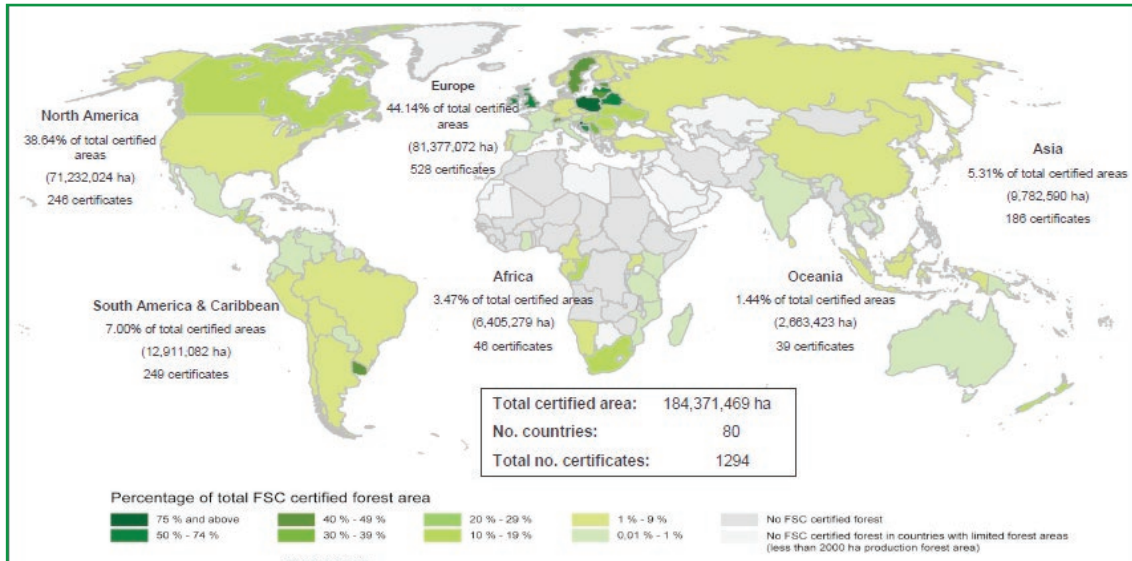 North America
38.64% of total certified
areas
(71,232,024 ha)
246 certificates
Europe
44.14% of total certified
areas
(81,377,072 ha)
528 certificates
Asia
5.31% of total certified areas
(9,782,590 ha)
186 certificates
South America & Caribbean
7.00% of total certified areas
(12,911,082 ha)
249 certificates
Africa
3.47% of total certified areas
(6,405,279 ha)
46 certificates
Oceania
1.44% of total certified areas
(2,663,423 ha)
39 certificates
Total certified area: 184,371,469 ha
No. countries: 80
Total no. certificates: 1294
Percentage of total FSC certified forest area
75 % and above
50 % - 74 %
40 % - 49 %
30 % - 39 %
20 % - 29 %
10 % - 19 %
1 % - 9 %
0,01 % - 1 %
No FSC certified forest
No FSC certified forest in countries with limited forest areas
(less than 2000 ha production forest area)